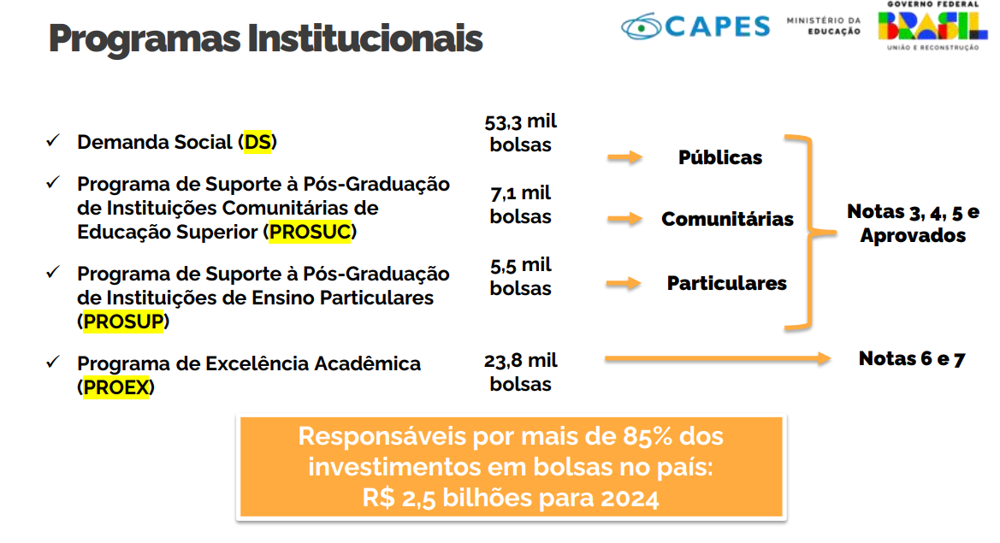 Programas Institucionais
CAPES
MINISTÉRIO DA
EDUCAÇÃO
GOVERNO FEDERAL
BRASIL
UNIÃO E RECONSTRUÇÃO
✓ Demanda Social (DS)
53,3 mil
bolsas
Públicas
✓ Programa de Suporte à Pós-Graduação
de Instituições Comunitárias de
Educação Superior (PROSUC)
7,1 mil
bolsas
Comunitárias
✓ Programa de Suporte à Pós-Graduação
de Instituições de Ensino Particulares
(PROSUP)
5,5 mil
bolsas
Particulares
Notas 3, 4, 5 e
Aprovados
✓ Programa de Excelência Acadêmica
(PROEX)
23,8 mil
bolsas
Notas 6 e 7
Responsáveis por mais de 85% dos
investimentos em bolsas no país:
R$ 2,5 bilhões para 2024